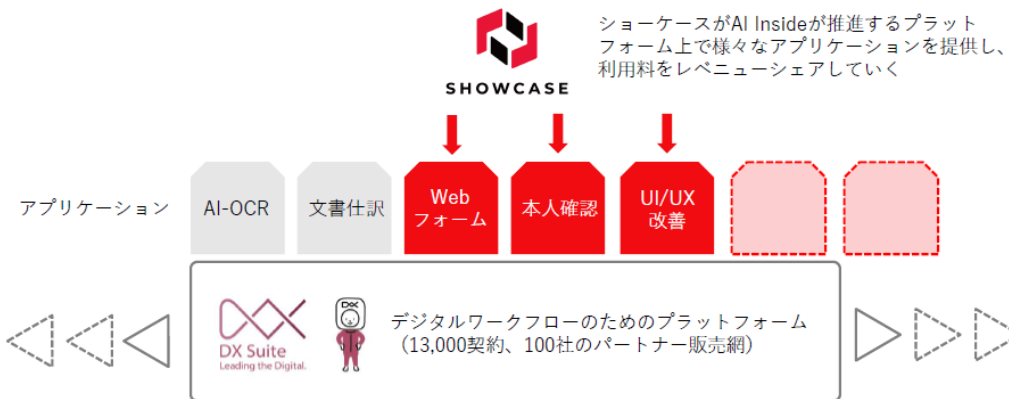 SHOWCASE
ショーケースがAI Insideが推進するプラット
フォーム上で様々なアプリケーションを提供し、
利用料をレベニューシェアしていく
アプリケーション
AI-OCR
文書仕訳
Web
フォーム
本人確認
UI/UX
改善
DX
DX Suite
Leading the Digital.
デジタルワークフローのためのプラットフォーム
（13,000契約、100社のパートナー販売網）